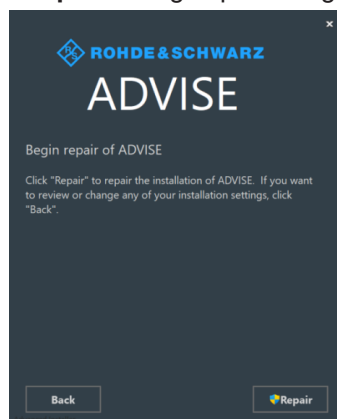 ROHDE&SCHWARZ
ADVISE
Begin repair of ADVISE
Click "Repair" to repair the installation of ADVISE. If you want
to review or change any of your installation settings, click
"Back".
Back
Repair